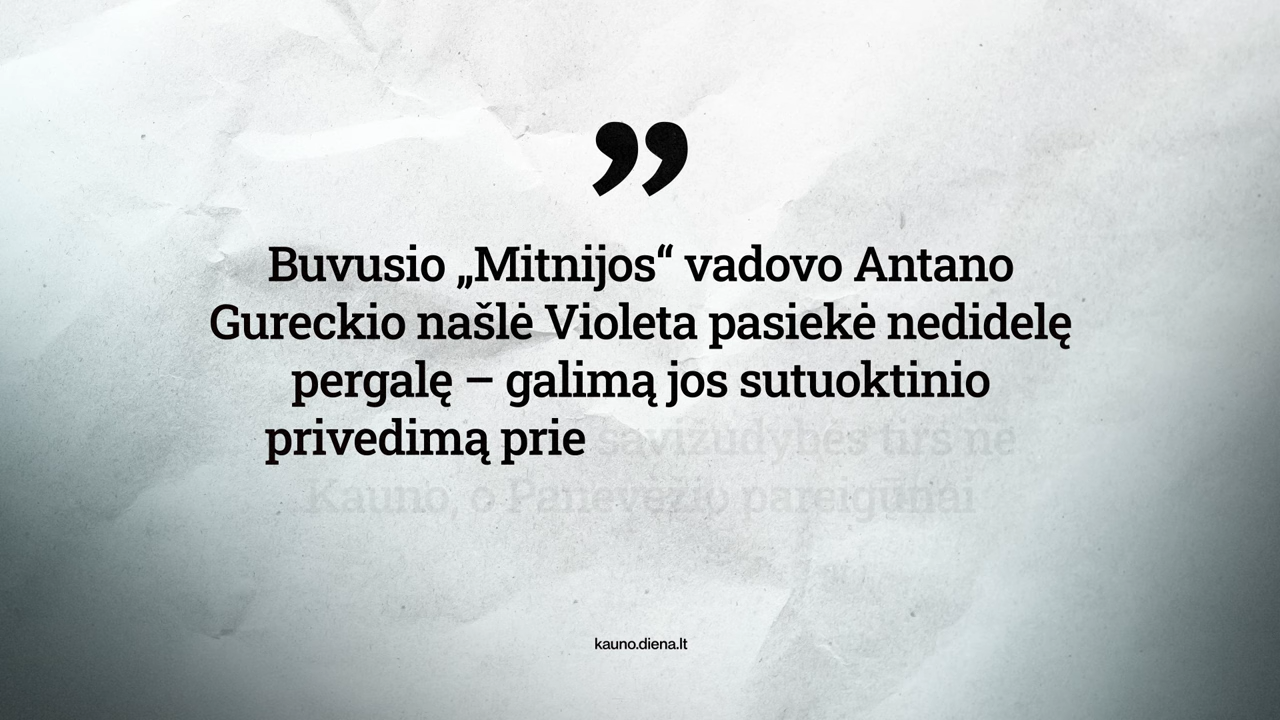 ”
Buvusio „Mitnijos“ vadovo Antano
Gureckio našlė Violeta pasiekė nedidelę
pergalę – galimą jos sutuoktinio
privedimą prie savižudybės tirs ne
Kauno, o Panevėžio pareigūnai
kauno.diena.lt